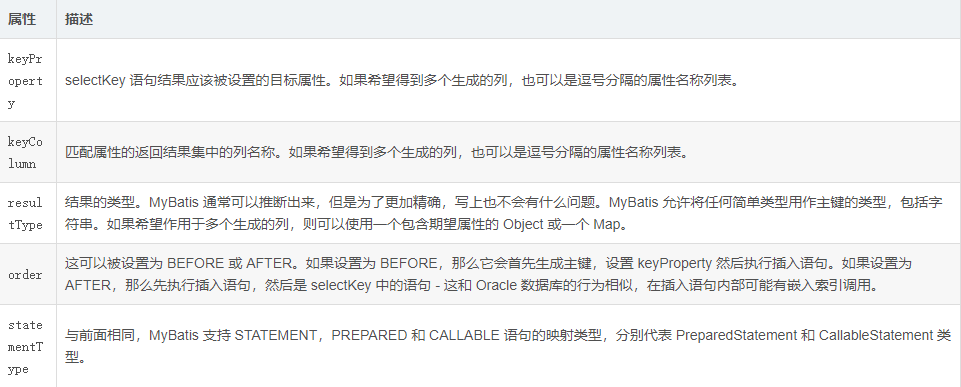 属性 描述
keyPr
opert
y
selectKey 语句结果应该被设置的目标属性。如果希望得到多个生成的列，也可以是逗号分隔的属性名称列表。
keyCo
lumn
匹配属性的返回结果集中的列名称。如果希望得到多个生成的列，也可以是逗号分隔的属性名称列表。
resul
tType
结果的类型。MyBatis 通常可以推断出来，但是为了更加精确，写上也不会有什么问题。MyBatis 允许将任何简单类型用作主键的类型，包括字
符串。如果希望作用于多个生成的列，则可以使用一个包含期望属性的 Object 或一个 Map。
order
这可以被设置为 BEFORE 或 AFTER。如果设置为 BEFORE，那么它会首先生成主键，设置 keyProperty 然后执行插入语句。如果设置为
AFTER，那么先执行插入语句，然后是 selectKey 中的语句 - 这和 Oracle 数据库的行为相似，在插入语句内部可能有嵌入索引调用。
state
mentT
ype
与前面相同，MyBatis 支持 STATEMENT，PREPARED 和 CALLABLE 语句的映射类型，分别代表 PreparedStatement 和 CallableStatement 类
型。